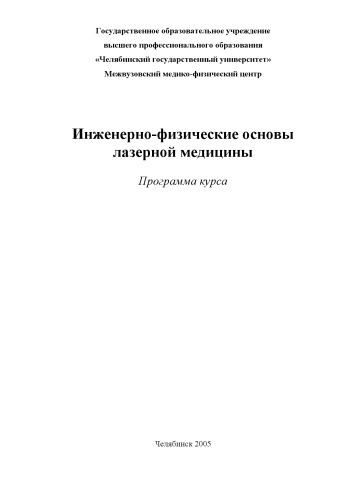 Государственное образовательное учреждение
высшего профессионального образования
«Челябинский государственный университет»
Межвузовский медико-физический центр
Инженерно-физические основы
лазерной медицины
Программа курса
Челябинск 2005